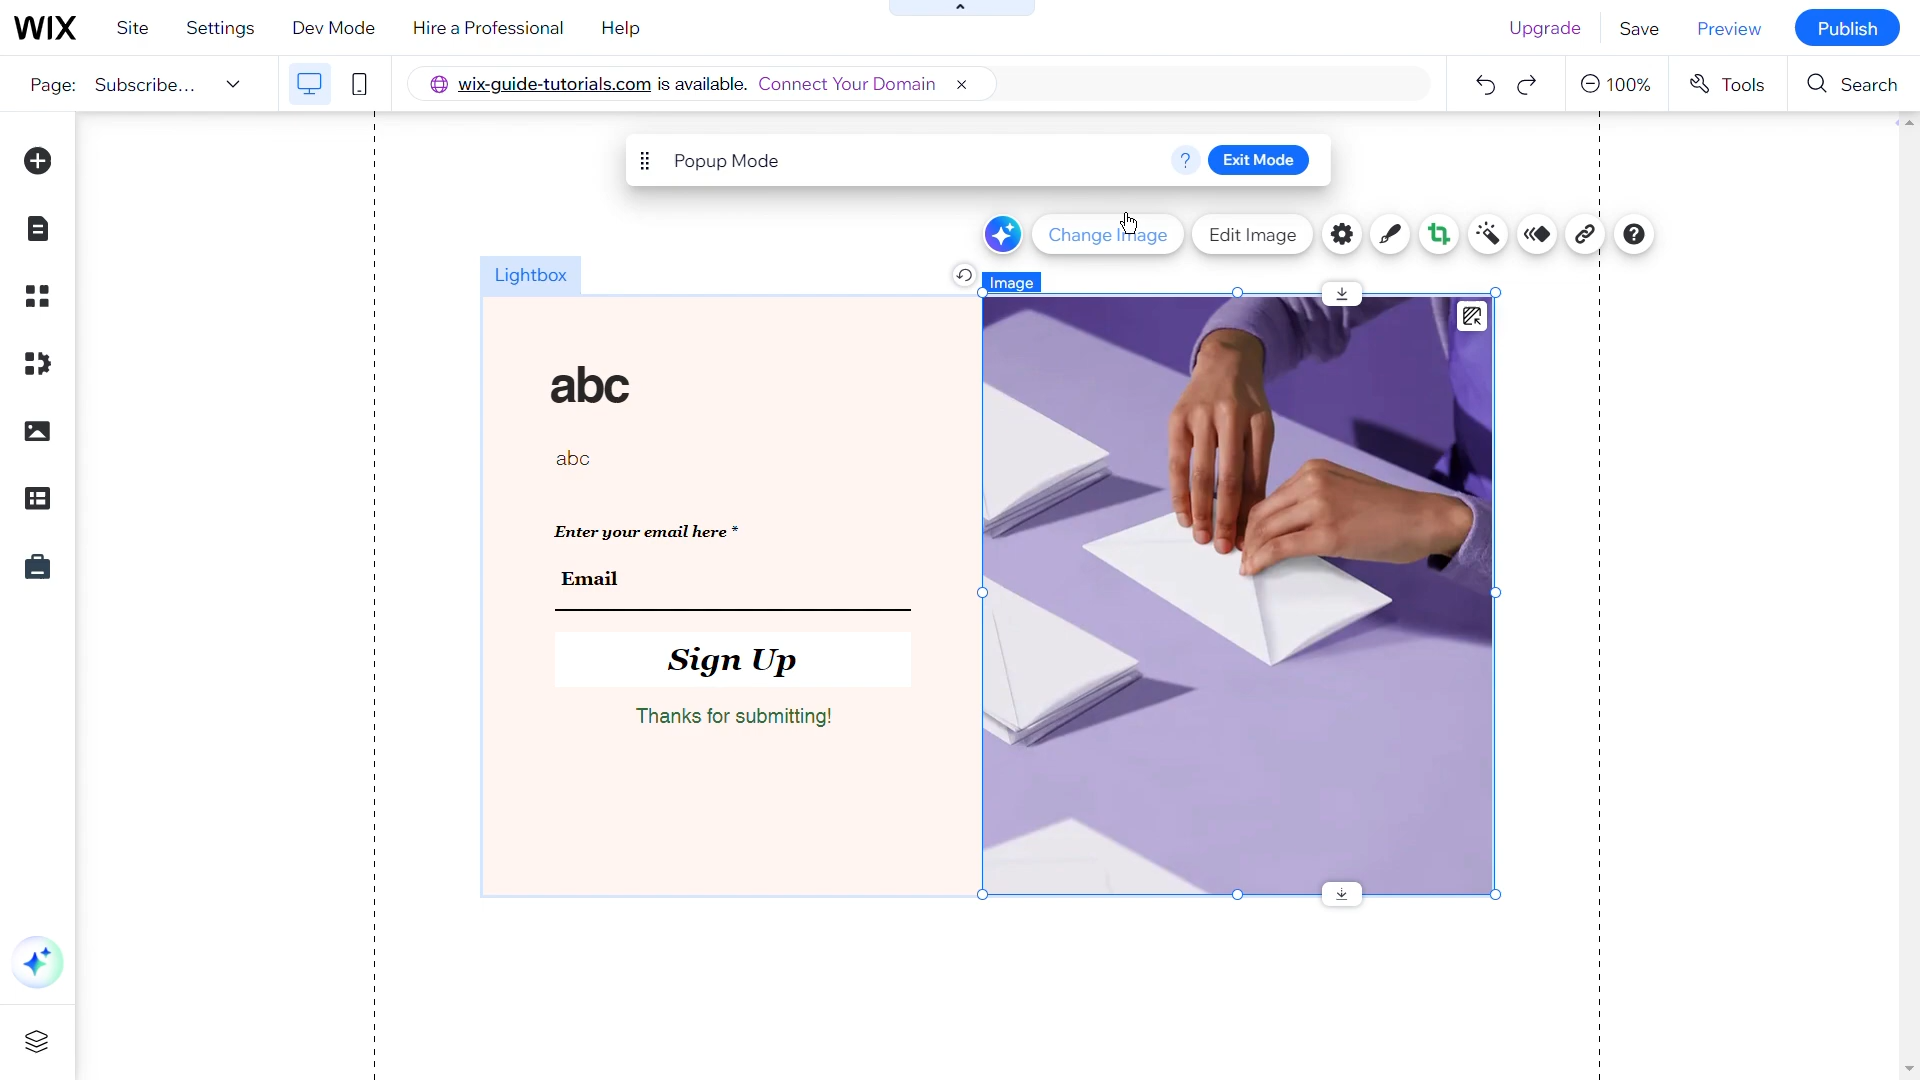 WIX Site Settings Dev Mode Hire a Professional Help Upgrade Save Preview Publish
Page: Subscribe... wix-guide-tutorials.com is available. Connect Your Domain 100% Tools Search
Popup Mode ? Exit Mode
Change Image Edit Image ?
Lightbox
Image
abc
abc
Enter your email here *
Email
Sign Up
Thanks for submitting!